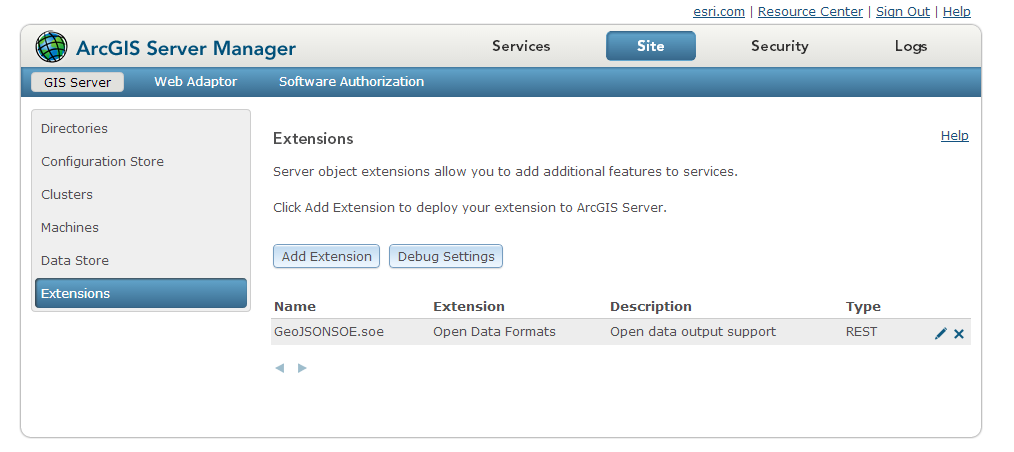 esri.com | Resource Center | Sign Out | Help
ArcGIS Server Manager Services Site Security Logs
GIS Server Web Adaptor Software Authorization
Directories
Configuration Store
Clusters
Machines
Data Store
Extensions
Extensions Help
Server object extensions allow you to add additional features to services.
Click Add Extension to deploy your extension to ArcGIS Server.
Add Extension Debug Settings
Name Extension Description Type
GeoJSONSOE.soe Open Data Formats Open data output support REST